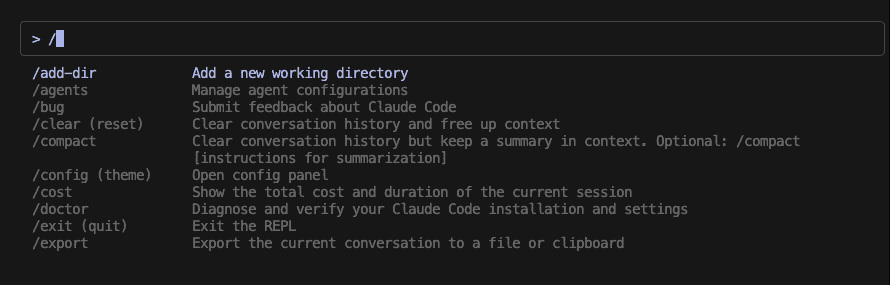 > /
/add-dir Add a new working directory
/agents Manage agent configurations
/bug Submit feedback about Claude Code
/clear (reset) Clear conversation history and free up context
/compact Clear conversation history but keep a summary in context. Optional: /compact
[instructions for summarization]
/config (theme) Open config panel
/cost Show the total cost and duration of the current session
/doctor Diagnose and verify your Claude Code installation and settings
/exit (quit) Exit the REPL
/export Export the current conversation to a file or clipboard